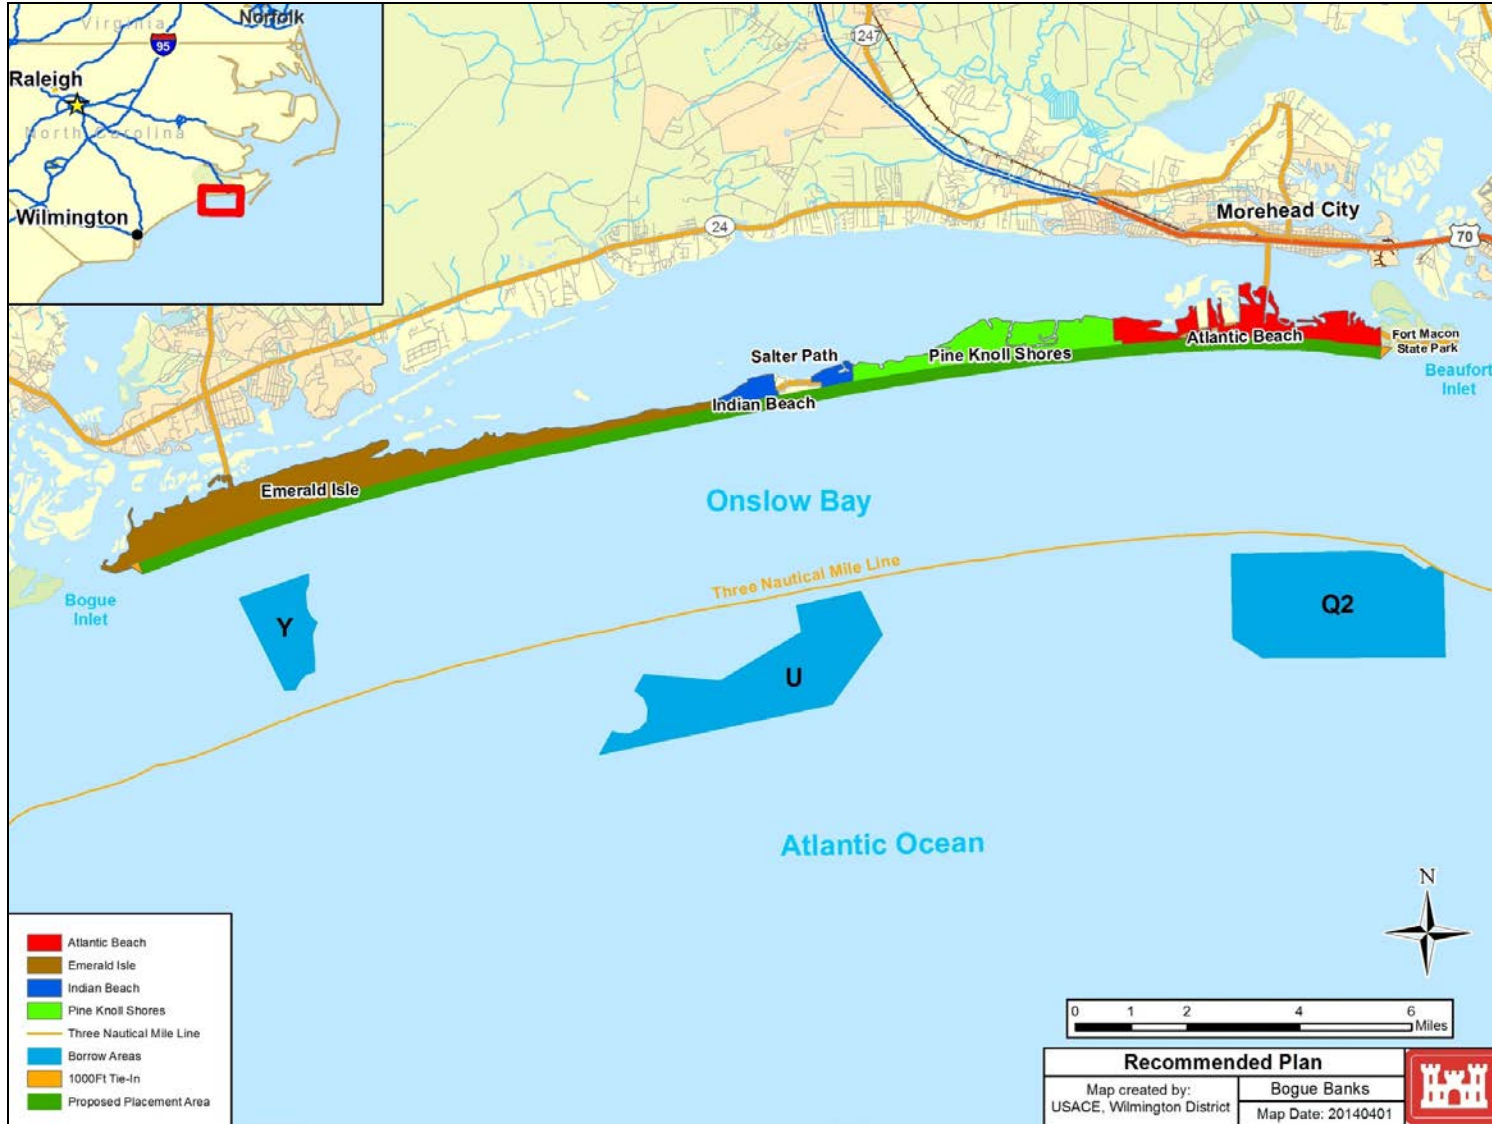 Virginia
Norfolk
95
Raleigh
North Carolina
Wilmington
1247
Morehead City
70
24
Salter Path
Pine Knoll Shores
Atlantic Beach
Fort Macon
State Park
Beaufort
Inlet
Indian Beach
Emerald Isle
Onslow Bay
Bogue
Inlet
Three Nautical Mile Line
Y
U
Q2
Atlantic Ocean
N
Atlantic Beach
Emerald Isle
Indian Beach
Pine Knoll Shores
Three Nautical Mile Line
Borrow Areas
1000Ft Tie-In
Proposed Placement Area
0 1 2 4 6
Miles
Recommended Plan
Map created by:
USACE, Wilmington District
Bogue Banks
Map Date: 20140401